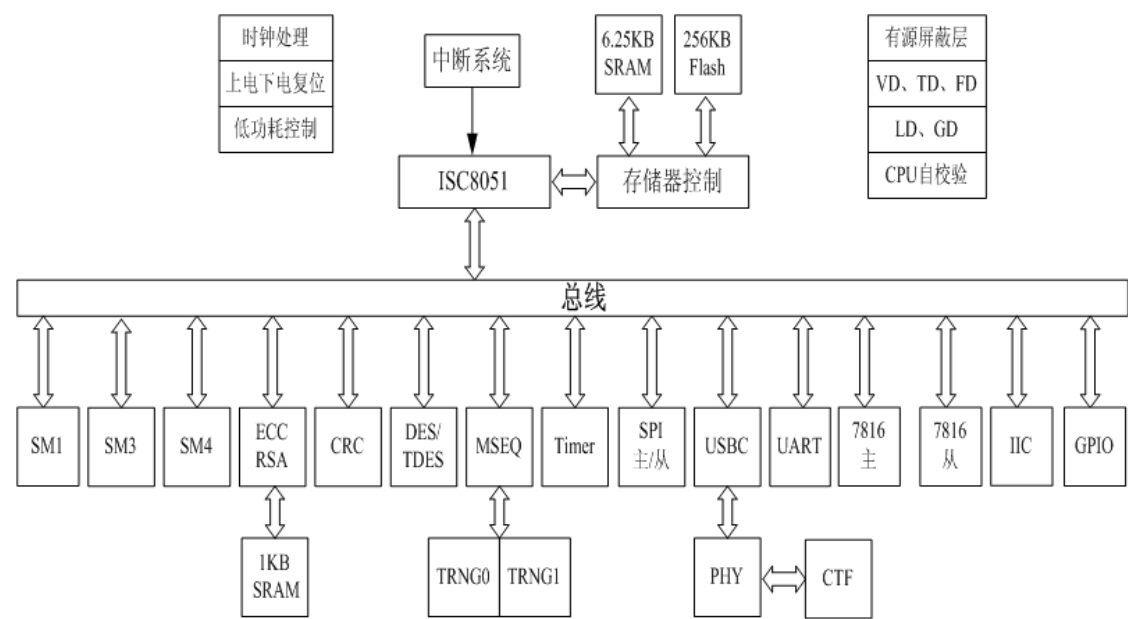 时钟处理
上电下电复位
低功耗控制
中断系统
6.25KB
SRAM
256KB
Flash
有源屏蔽层
VD、TD、FD
LD、GD
CPU自校验
ISC8051
存储器控制
总线
SM1
SM3
SM4
ECC
RSA
CRC
DES/
TDES
MSEQ
Timer
SPI
主/从
USBC
UART
7816
主
7816
从
IIC
GPIO
1KB
SRAM
TRNG0
TRNG1
PHY
CTF